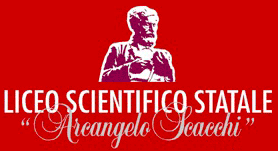 LICEO SCIENTIFICO STATALE
“Arcangelo Scacchi”